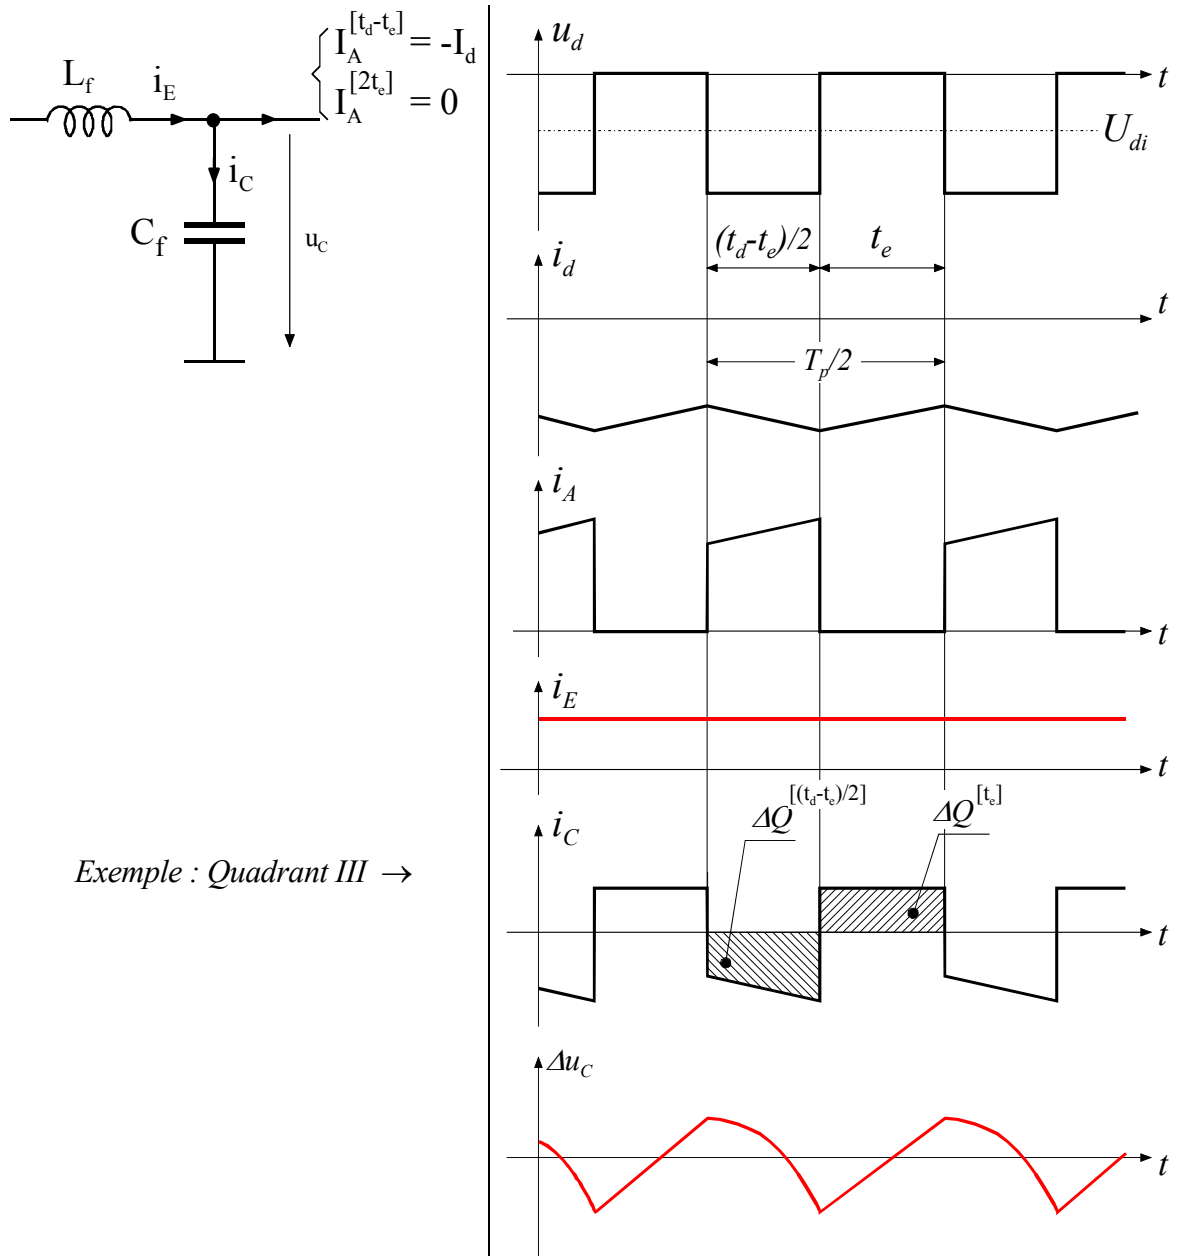 L_f
i_E
I_A^[t_d-t_e] = -I_d
I_A^[2t_e] = 0
i_C
C_f
u_C
Exemple : Quadrant III →
u_d
t
U_di
(t_d-t_e)/2
t_e
i_d
t
T_p/2
i_A
t
i_E
t
ΔQ^[(t_d-t_e)/2]
ΔQ^[t_e]
i_C
t
Δu_C
t